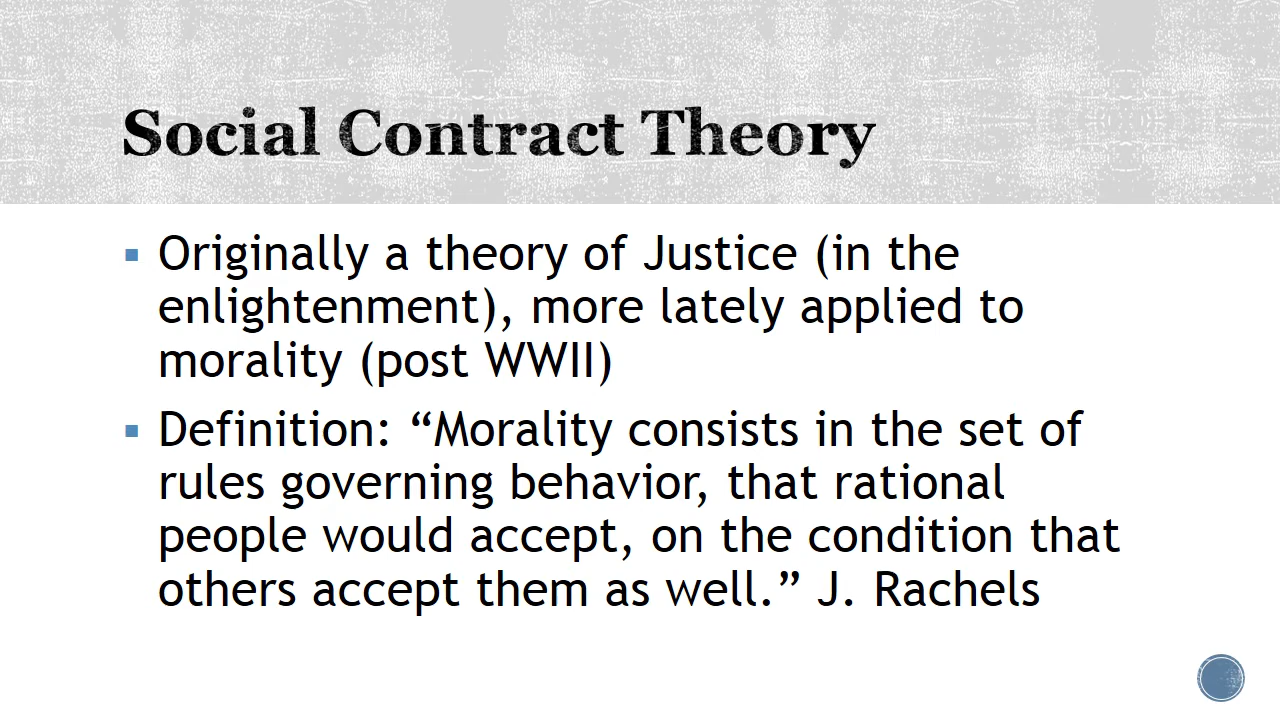 Social Contract Theory
▪ Originally a theory of Justice (in the
enlightenment), more lately applied to
morality (post WWII)
▪ Definition: “Morality consists in the set of
rules governing behavior, that rational
people would accept, on the condition that
others accept them as well.” J. Rachels